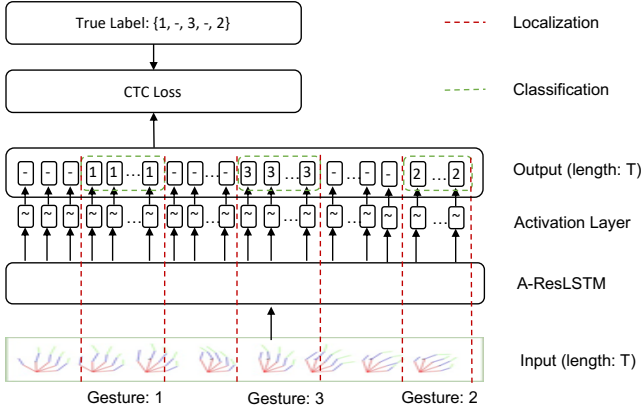 True Label: {1, -, 3, -, 2}
Localization
CTC Loss
Classification
- - - 1 1 ... 1 - - ... - 3 3 ... 3 - - ... - 2 ... 2
Output (length: T)
~ ~ ~ ~ ~ ... ~ ~ ~ ... ~ ~ ~ ... ~ ~ ... ~ ~ ~ ... ~
Activation Layer
A-ResLSTM
Input (length: T)
Gesture: 1
Gesture: 3
Gesture: 2